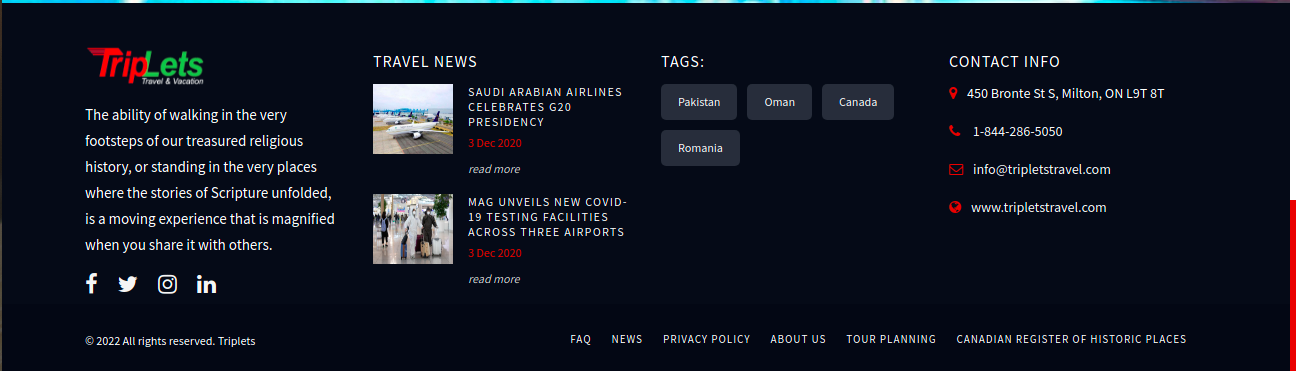 TripLets
Travel & Vacation
The ability of walking in the very
footsteps of our treasured religious
history, or standing in the very places
where the stories of Scripture unfolded,
is a moving experience that is magnified
when you share it with others.
TRAVEL NEWS
SAUDI ARABIAN AIRLINES
CELEBRATES G20
PRESIDENCY
3 Dec 2020
read more
MAG UNVEILS NEW COVID-
19 TESTING FACILITIES
ACROSS THREE AIRPORTS
3 Dec 2020
read more
TAGS:
Pakistan
Oman
Canada
Romania
CONTACT INFO
450 Bronte St S, Milton, ON L9T 8T
1-844-286-5050
info@tripletstravel.com
www.tripletstravel.com
© 2022 All rights reserved. Triplets
FAQ NEWS PRIVACY POLICY ABOUT US TOUR PLANNING CANADIAN REGISTER OF HISTORIC PLACES